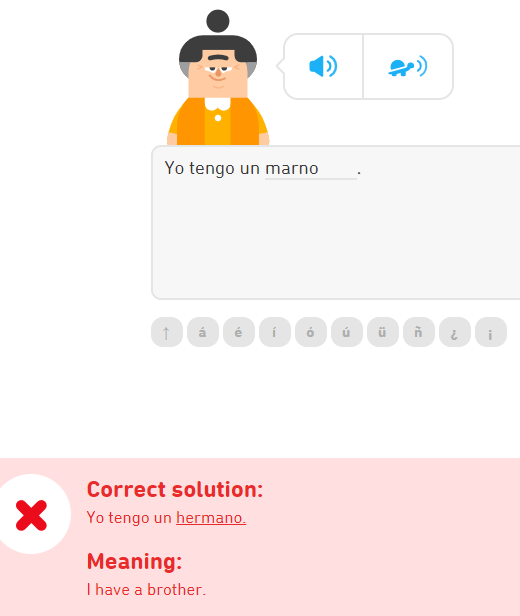 Yo tengo un marno.
↑ á é í ó ú ü ñ ¿ ¡
Correct solution:
Yo tengo un hermano.
Meaning:
I have a brother.